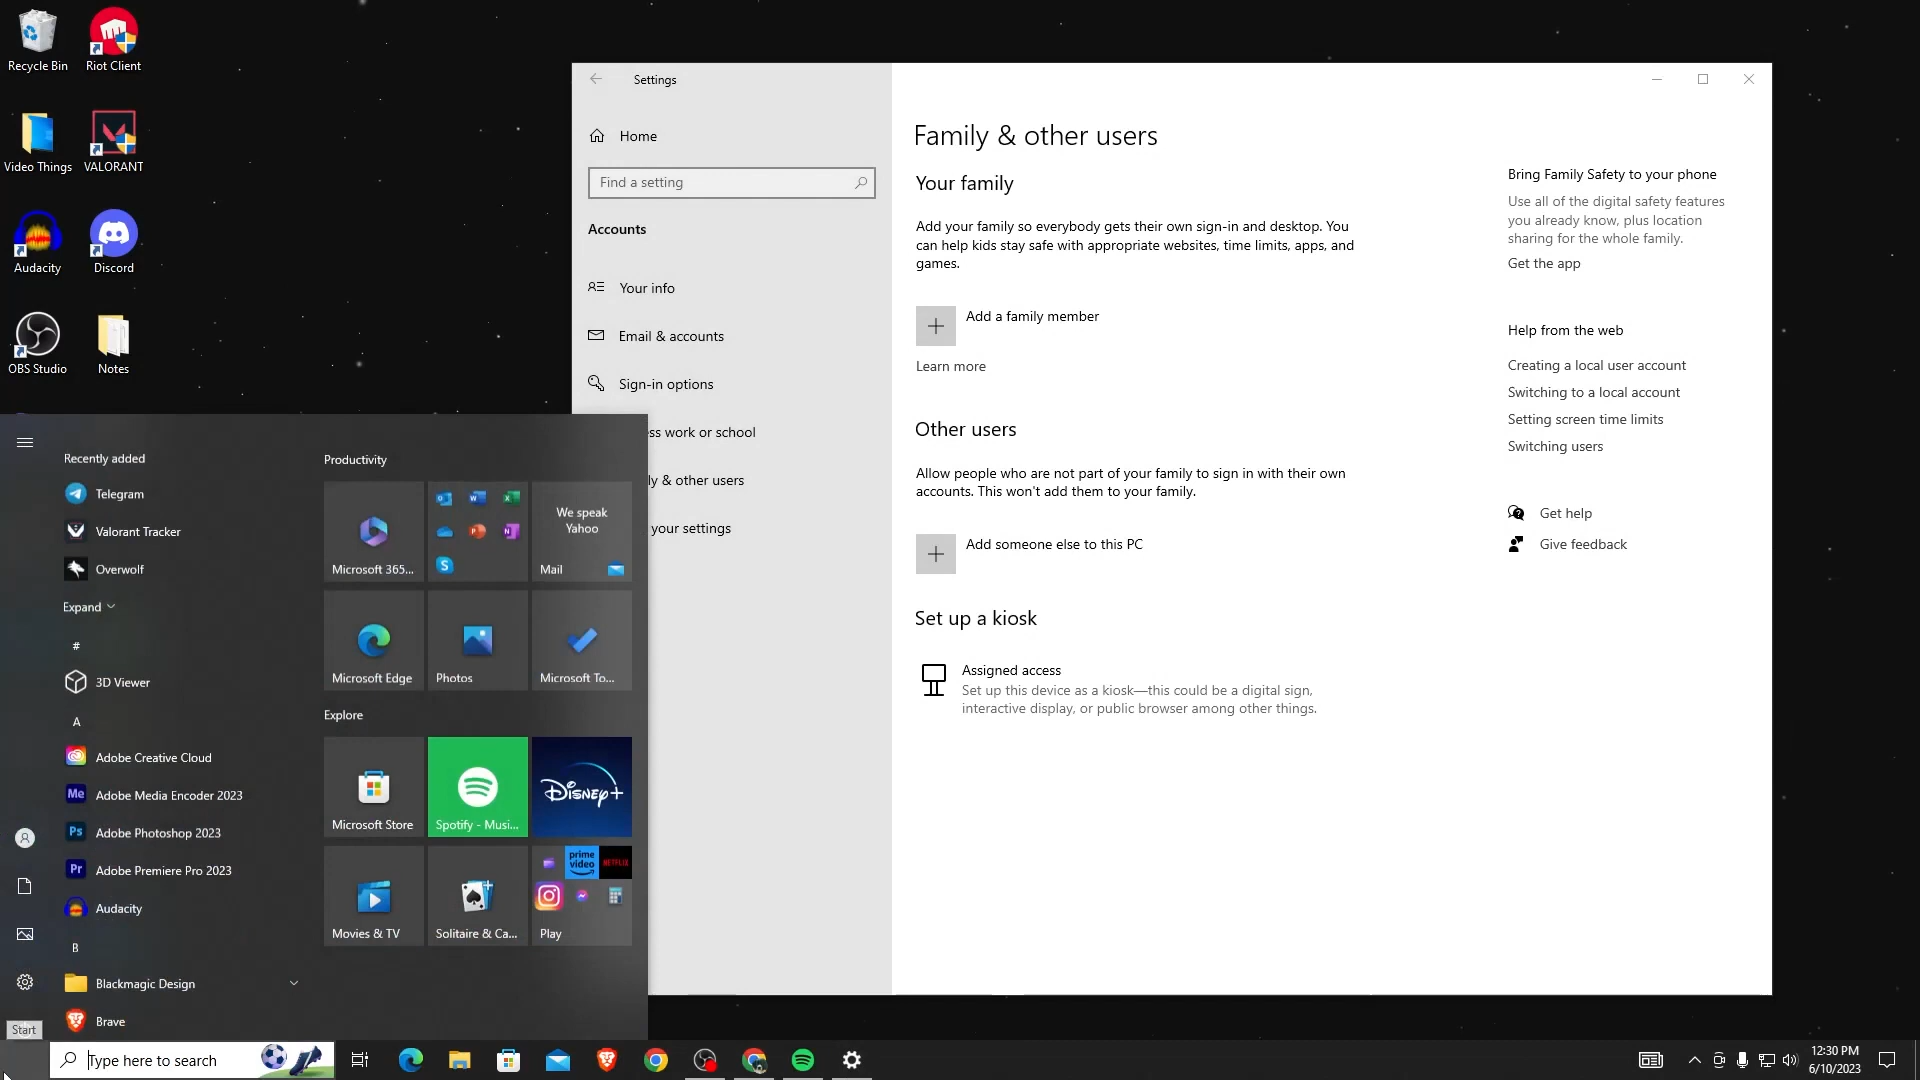 Recycle Bin
Riot Client
Video Things
VALORANT
Audacity
Discord
OBS Studio
Notes
Settings
Home
Find a setting
Accounts
Your info
Email & accounts
Sign-in options
ss work or school
ly & other users
your settings
Family & other users
Your family
Add your family so everybody gets their own sign-in and desktop. You
can help kids stay safe with appropriate websites, time limits, apps, and
games.
Add a family member
Learn more
Other users
Allow people who are not part of your family to sign in with their own
accounts. This won't add them to your family.
Add someone else to this PC
Set up a kiosk
Assigned access
Set up this device as a kiosk—this could be a digital sign,
interactive display, or public browser among other things.
Bring Family Safety to your phone
Use all of the digital safety features
you already know, plus location
sharing for the whole family.
Get the app
Help from the web
Creating a local user account
Switching to a local account
Setting screen time limits
Switching users
Get help
Give feedback
Recently added
Telegram
Valorant Tracker
Overwolf
Expand
#
3D Viewer
A
Adobe Creative Cloud
Me Adobe Media Encoder 2023
Ps Adobe Photoshop 2023
Pr Adobe Premiere Pro 2023
Audacity
B
Blackmagic Design
Brave
Productivity
Microsoft 365...
We speak
Yahoo
Mail
Microsoft Edge
Photos
Microsoft To...
Explore
Microsoft Store
Spotify - Musi...
Disney+
Movies & TV
Solitaire & Ca...
prime
video
NETFLIX
Play
Start
Type here to search
12:30 PM
6/10/2023